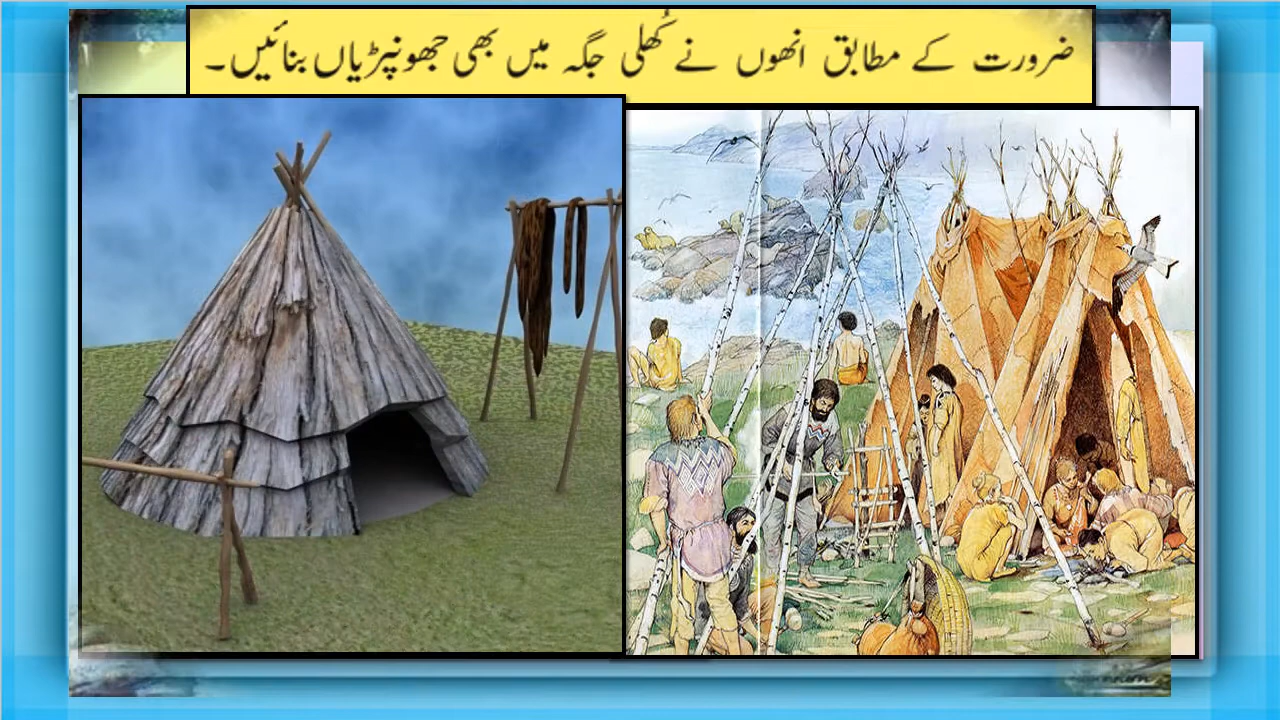 ضرورت کے مطابق انھوں نے کُھلی جگہ میں بھی جھونپڑیاں بنائیں۔